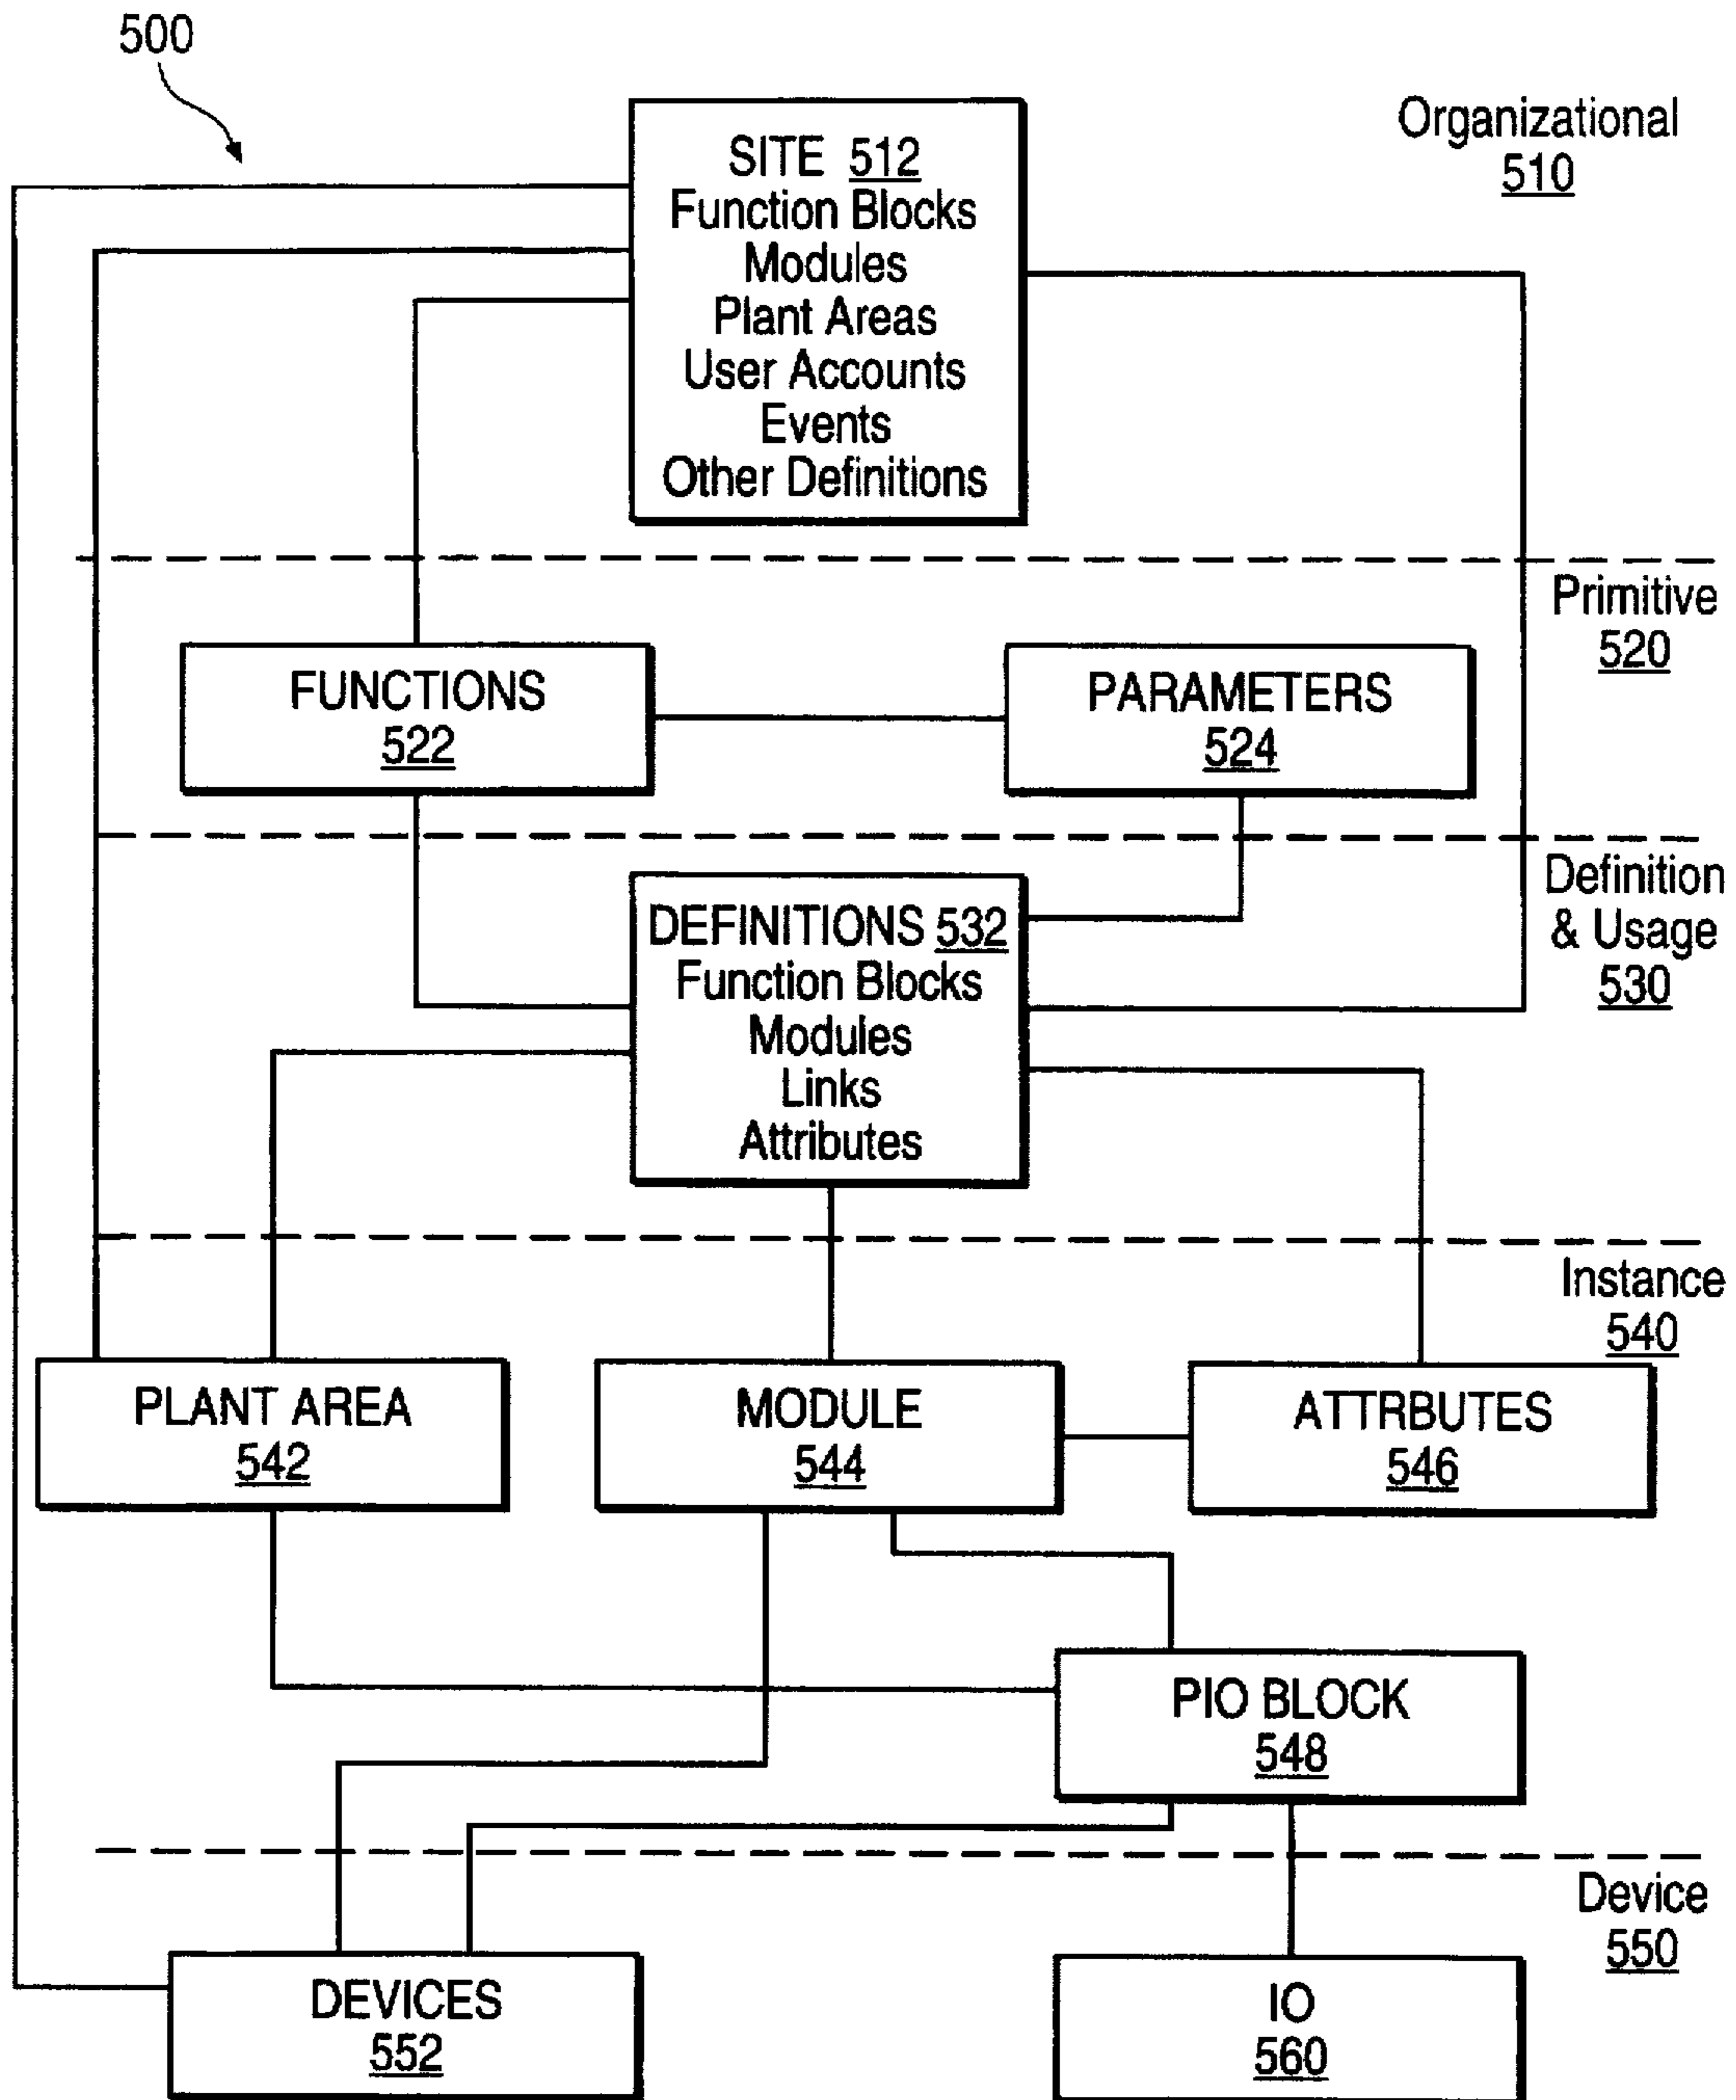 500
Organizational
510
SITE 512
Function Blocks
Modules
Plant Areas
User Accounts
Events
Other Definitions
Primitive
520
FUNCTIONS
522
PARAMETERS
524
Definition
& Usage
530
DEFINITIONS 532
Function Blocks
Modules
Links
Attributes
Instance
540
PLANT AREA
542
MODULE
544
ATTRBUTES
546
PIO BLOCK
548
Device
550
DEVICES
552
IO
560